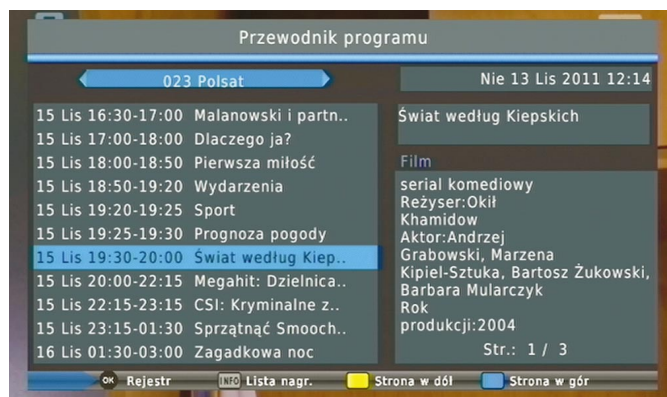 Przewodnik programu
023 Polsat
Nie 13 Lis 2011 12:14
15 Lis 16:30-17:00 Malanowski i partn..
15 Lis 17:00-18:00 Dlaczego ja?
15 Lis 18:00-18:50 Pierwsza miłość
15 Lis 18:50-19:20 Wydarzenia
15 Lis 19:20-19:25 Sport
15 Lis 19:25-19:30 Prognoza pogody
15 Lis 19:30-20:00 Świat według Kiep..
15 Lis 20:00-22:15 Megahit: Dzielnica..
15 Lis 22:15-23:15 CSI: Kryminalne z..
15 Lis 23:15-01:30 Sprzątnąć Smooch..
16 Lis 01:30-03:00 Zagadkowa noc
Świat według Kiepskich
Film
serial komediowy
Reżyser:Okił
Khamidow
Aktor:Andrzej
Grabowski, Marzena
Kipiel-Sztuka, Bartosz Żukowski,
Barbara Mularczyk
Rok
produkcji:2004
Str.: 1 / 3
OK Rejestr INFO Lista nagr. Strona w dół Strona w gór